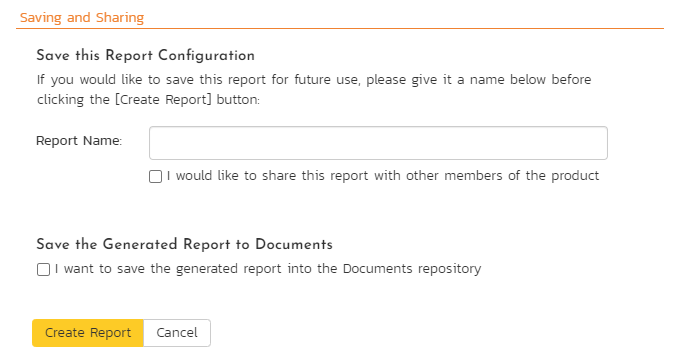 Saving and Sharing
Save this Report Configuration
If you would like to save this report for future use, please give it a name below before
clicking the [Create Report] button:
Report Name:
I would like to share this report with other members of the product
Save the Generated Report to Documents
I want to save the generated report into the Documents repository
Create Report Cancel